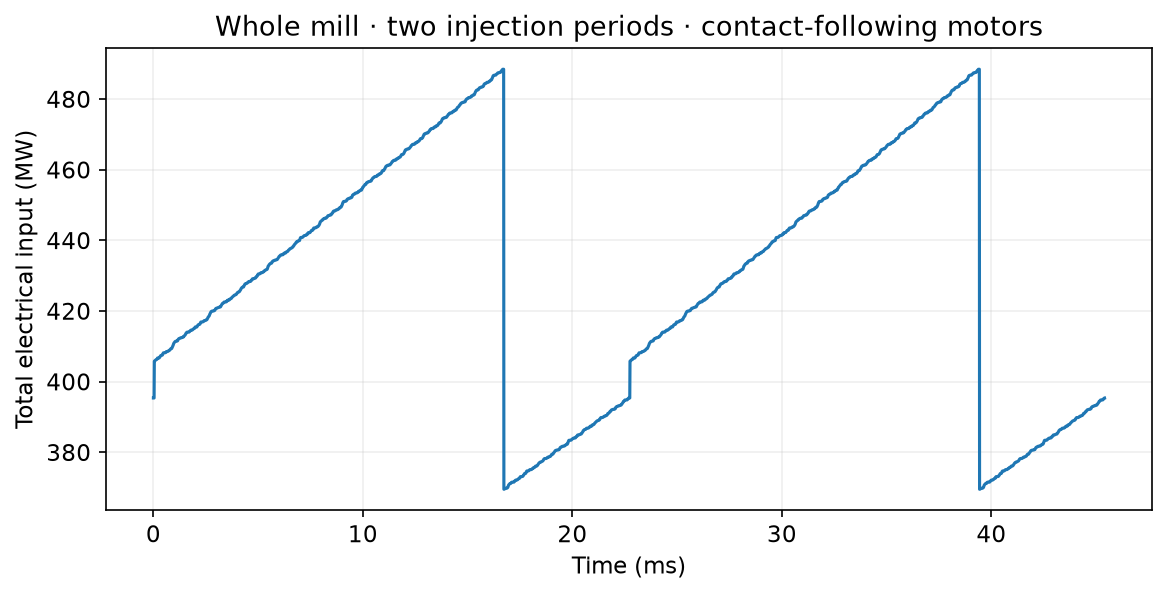 Whole mill · two injection periods · contact-following motors
Total electrical input (MW)
480
460
440
420
400
380
0 10 20 30 40
Time (ms)